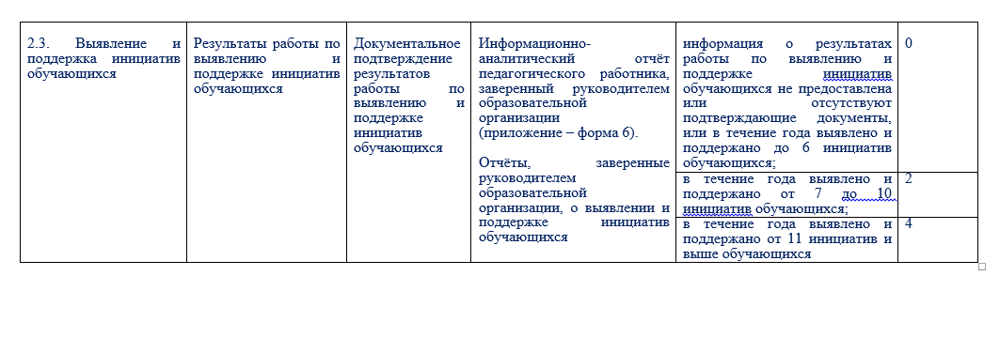 2.3. Выявление и
поддержка инициатив
обучающихся
Результаты работы по
выявлению и
поддержке инициатив
обучающихся
Документальное
подтверждение
результатов
работы по
выявлению и
поддержке
инициатив
обучающихся
Информационно-
аналитический отчёт
педагогического работника,
заверенный руководителем
образовательной
организации
(приложение – форма 6).
Отчёты, заверенные
руководителем
образовательной
организации, о выявлении и
поддержке инициатив
обучающихся
информация о результатах
работы по выявлению и
поддержке инициатив
обучающихся не предоставлена
или отсутствуют
подтверждающие документы,
или в течение года выявлено и
поддержано до 6 инициатив
обучающихся;
0
в течение года выявлено и
поддержано от 7 до 10
инициатив обучающихся;
2
в течение года выявлено и
поддержано от 11 инициатив и
выше обучающихся
4